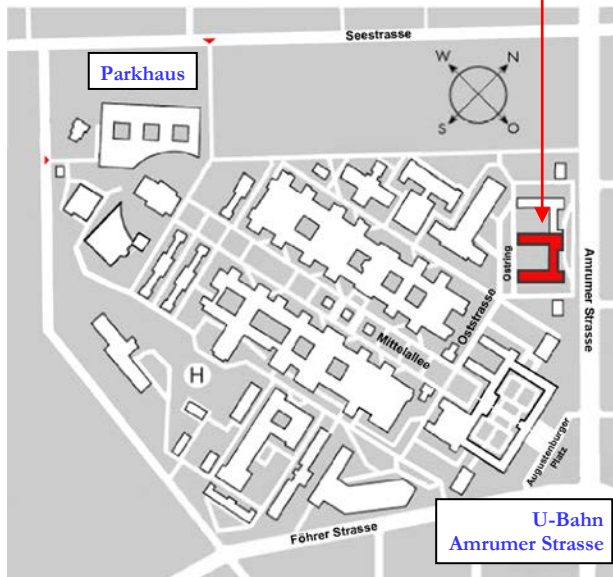 Seestrasse
Parkhaus
W
N
S
O
Ostring
Amrumer Strasse
Oststrasse
Mittelallee
H
Augustenburger
Platz
Föhrer Strasse
U-Bahn
Amrumer Strasse